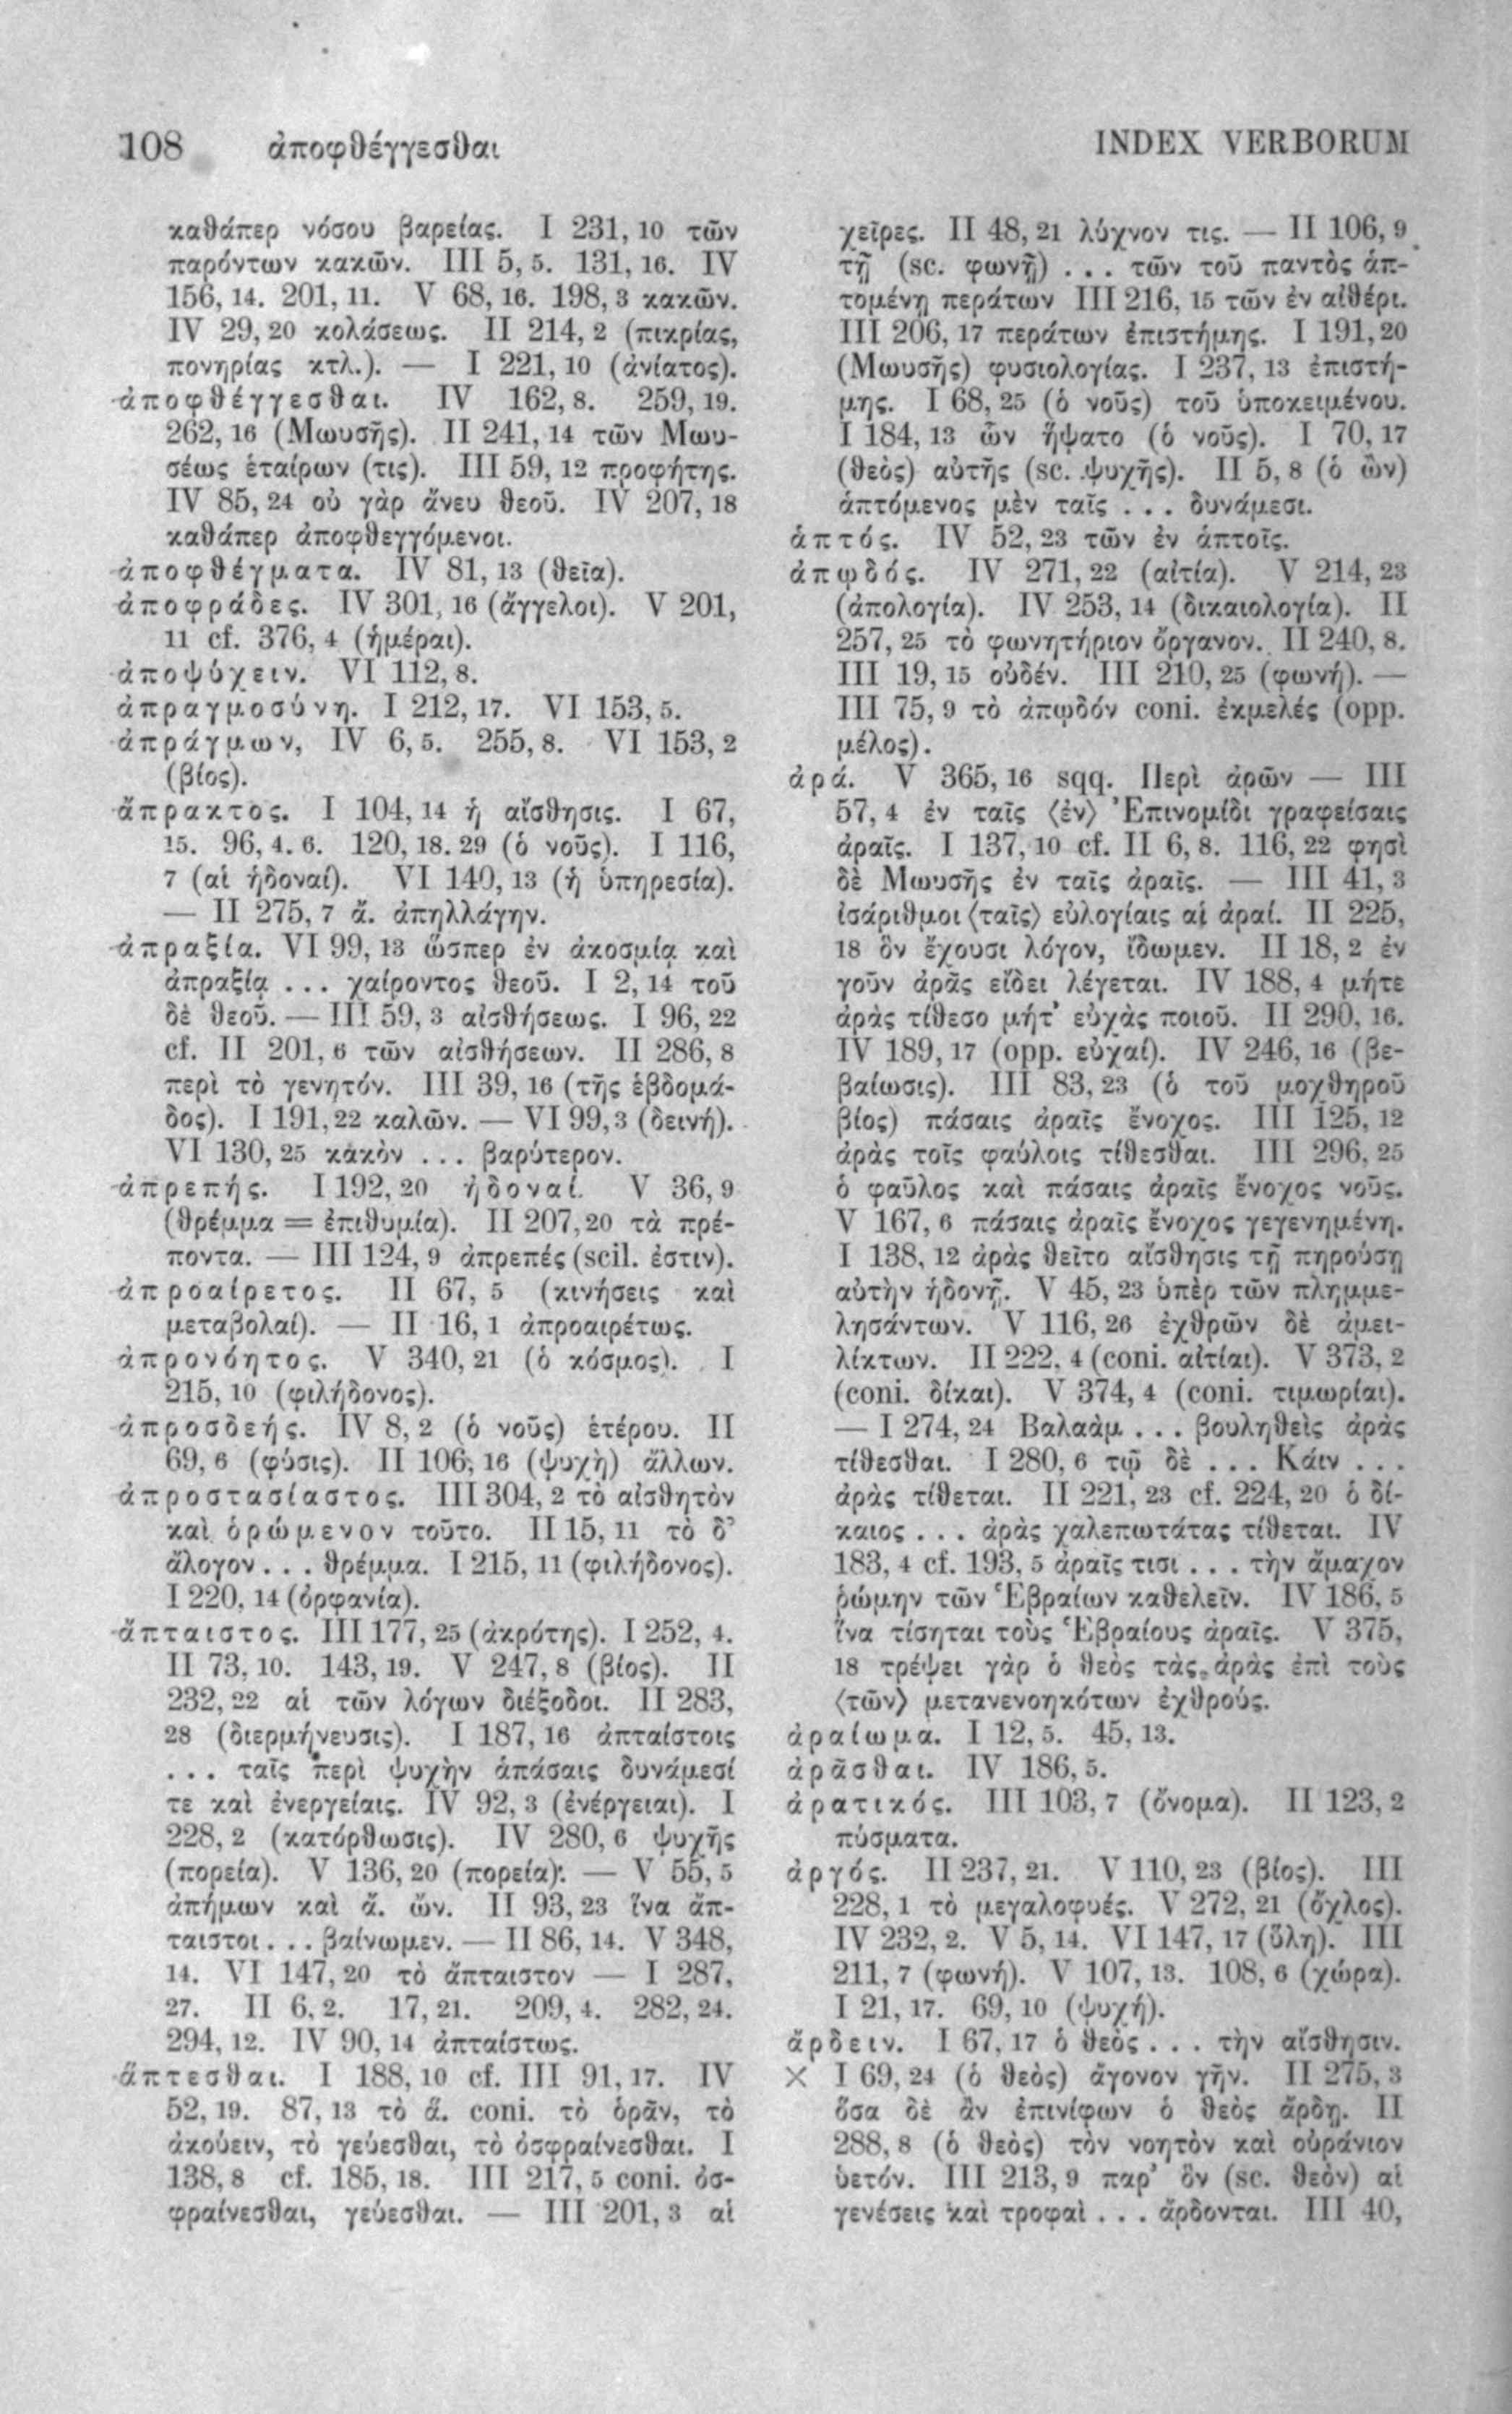 108 ἀποφθέγγεσθαι INDEX VERBORUM
καθάπερ νόσου βαρείας. I 231, 10 τῶν
παρόντων κακῶν. III 5, 5. 131, 16. IV
156, 14. 201, 11. V 68, 16. 198, 3 κακῶν.
IV 29, 20 κολάσεως. II 214, 2 (πικρίας,
πονηρίας κτλ.). — I 221, 10 (ἀνίατος).
ἀποφθέγγεσθαι. IV 162, 8. 259, 19.
262, 16 (Μωυσῆς). II 241, 14 τῶν Μωυ-
σέως ἑταίρων (τις). III 59, 12 προφήτης.
IV 85, 24 οὐ γὰρ ἄνευ θεοῦ. IV 207, 18
καθάπερ ἀποφθεγγόμενοι.
ἀποφθέγματα. IV 81, 13 (θεῖα).
ἀποφράδες. IV 301, 16 (ἄγγελοι). V 201,
11 cf. 376, 4 (ἡμέραι).
ἀποψύχειν. VI 112, 8.
ἀπραγμοσύνη. I 212, 17. VI 153, 5.
ἀπράγμων, IV 6, 5. 255, 8. VI 153, 2
(βίος).
ἄπρακτος. I 104, 14 ἡ αἴσθησις. I 67,
15. 96, 4. 6. 120, 18. 29 (ὁ νοῦς). I 116,
7 (αἱ ἡδοναί). VI 140, 13 (ἡ ὑπηρεσία).
— II 275, 7 ἄ. ἀπηλλάγην.
ἀπραξία. VI 99, 13 ὥσπερ ἐν ἀκοσμίᾳ καὶ
ἀπραξίᾳ ... χαίροντος θεοῦ. I 2, 14 τοῦ
δὲ θεοῦ. — III 59, 3 αἰσθήσεως. I 96, 22
cf. II 201, 6 τῶν αἰσθήσεων. II 286, 8
περὶ τὸ γενητόν. III 39, 16 (τῆς ἑβδομά-
δος). I 191, 22 καλῶν. — VI 99, 3 (δεινή).
VI 130, 25 κακὸν ... βαρύτερον.
ἀπρεπής. I 192, 20 ἡδοναί. V 36, 9
(θρέμμα = ἐπιθυμία). II 207, 20 τὰ πρέ-
ποντα. — III 124, 9 ἀπρεπές (scil. ἐστιν).
ἀπροαίρετος. II 67, 5 (κινήσεις καὶ
μεταβολαί). — II 16, 1 ἀπροαιρέτως.
ἀπρονόητος. V 340, 21 (ὁ κόσμος). I
215, 10 (φιλήδονος).
ἀπροσδεής. IV 8, 2 (ὁ νοῦς) ἑτέρου. II
69, 6 (φύσις). II 106, 16 (ψυχὴ) ἄλλων.
ἀπροστασίαστος. III 304, 2 τὸ αἰσθητὸν
καὶ ὁρώμενον τοῦτο. II 15, 11 τὸ δ’
ἄλογον ... θρέμμα. I 215, 11 (φιλήδονος).
I 220, 14 (ὀρφανία).
ἄπταιστος. III 177, 25 (ἀκρότης). I 252, 4.
II 73, 10. 143, 19. V 247, 8 (βίος). II
232, 22 αἱ τῶν λόγων διέξοδοι. II 283,
28 (διερμήνευσις). I 187, 16 ἀπταίστοις
... ταῖς περὶ ψυχὴν ἁπάσαις δυνάμεσί
τε καὶ ἐνεργείαις. IV 92, 3 (ἐνέργειαι). I
228, 2 (κατόρθωσις). IV 280, 6 ψυχῆς
(πορεία). V 136, 20 (πορεία). — V 55, 5
ἀπήμων καὶ ἄ. ὤν. II 93, 23 ἵνα ἄπ-
ταιστοι ... βαίνωμεν. — II 86, 14. V 348,
14. VI 147, 20 τὸ ἄπταιστον — I 287,
27. II 6, 2. 17, 21. 209, 4. 282, 24.
294, 12. IV 90, 14 ἀπταίστως.
ἅπτεσθαι. I 188, 10 cf. III 91, 17. IV
52, 19. 87, 13 τὸ ἅ. coni. τὸ ὁρᾶν, τὸ
ἀκούειν, τὸ γεύεσθαι, τὸ ὀσφραίνεσθαι. I
138, 8 cf. 185, 18. III 217, 5 coni. ὀσ-
φραίνεσθαι, γεύεσθαι. — III 201, 3 αἱ
χεῖρες. II 48, 21 λύχνον τις. — II 106, 9
τῇ (sc. φωνῇ) ... τῶν τοῦ παντὸς ἁπ-
τομένῃ περάτων III 216, 15 τῶν ἐν αἰθέρι.
III 206, 17 περάτων ἐπιστήμης. I 191, 20
(Μωυσῆς) φυσιολογίας. I 237, 13 ἐπιστή-
μης. I 68, 25 (ὁ νοῦς) τοῦ ὑποκειμένου.
I 184, 13 ὧν ἥψατο (ὁ νοῦς). I 70, 17
(θεὸς) αὐτῆς (sc. ψυχῆς). II 5, 8 (ὁ ὢν)
ἁπτόμενος μὲν ταῖς ... δυνάμεσι.
ἁπτός. IV 52, 23 τῶν ἐν ἁπτοῖς.
ἀπῳδός. IV 271, 22 (αἰτία). V 214, 23
(ἀπολογία). IV 253, 14 (δικαιολογία). II
257, 25 τὸ φωνητήριον ὄργανον. II 240, 8.
III 19, 15 οὐδέν. III 210, 25 (φωνή). —
III 75, 9 τὸ ἀπῳδόν coni. ἐκμελές (opp.
μέλος).
ἀρά. V 365, 16 sqq. Περὶ ἀρῶν — III
57, 4 ἐν ταῖς ⟨ἐν⟩ Ἐπινομίδι γραφείσαις
ἀραῖς. I 137, 10 cf. II 6, 8. 116, 22 φησὶ
δὲ Μωυσῆς ἐν ταῖς ἀραῖς. — III 41, 3
ἰσάριθμοι ⟨ταῖς⟩ εὐλογίαις αἱ ἀραί. II 225,
18 ὃν ἔχουσι λόγον, ἴδωμεν. II 18, 2 ἐν
γοῦν ἀρᾶς εἴδει λέγεται. IV 188, 4 μήτε
ἀρὰς τίθεσο μήτ’ εὐχὰς ποιοῦ. II 290, 16.
IV 189, 17 (opp. εὐχαί). IV 246, 16 (βε-
βαίωσις). III 83, 23 (ὁ τοῦ μοχθηροῦ
βίος) πάσαις ἀραῖς ἔνοχος. III 125, 12
ἀρὰς τοῖς φαύλοις τίθεσθαι. III 296, 25
ὁ φαῦλος καὶ πάσαις ἀραῖς ἔνοχος νοῦς.
V 167, 6 πάσαις ἀραῖς ἔνοχος γεγενημένη.
I 138, 12 ἀρὰς θεῖτο αἴσθησις τῇ πηρούσῃ
αὐτὴν ἡδονῇ. V 45, 23 ὑπὲρ τῶν πλημμε-
λησάντων. V 116, 26 ἐχθρῶν δὲ ἀμει-
λίκτων. II 222, 4 (coni. αἰτίαι). V 373, 2
(coni. δίκαι). V 374, 4 (coni. τιμωρίαι).
— I 274, 24 Βαλαὰμ ... βουληθεὶς ἀρὰς
τίθεσθαι. I 280, 6 τῷ δὲ ... Κάιν ...
ἀρὰς τίθεται. II 221, 23 cf. 224, 20 ὁ δί-
καιος ... ἀρὰς χαλεπωτάτας τίθεται. IV
183, 4 cf. 193, 5 ἀραῖς τισι ... τὴν ἄμαχον
ῥώμην τῶν Ἑβραίων καθελεῖν. IV 186, 5
ἵνα τίσηται τοὺς Ἑβραίους ἀραῖς. V 375,
18 τρέψει γὰρ ὁ θεὸς τὰς ἀρὰς ἐπὶ τοὺς
⟨τῶν⟩ μετανενοηκότων ἐχθρούς.
ἀραίωμα. I 12, 5. 45, 13.
ἀρᾶσθαι. IV 186, 5.
ἀρατικός. III 103, 7 (ὄνομα). II 123, 2
πύσματα.
ἀργός. II 237, 21. V 110, 23 (βίος). III
228, 1 τὸ μεγαλοφυές. V 272, 21 (ὄχλος).
IV 232, 2. V 5, 14. VI 147, 17 (ὕλη). III
211, 7 (φωνή). V 107, 13. 108, 6 (χώρα).
I 21, 17. 69, 10 (ψυχή).
ἄρδειν. I 67, 17 ὁ θεὸς ... τὴν αἴσθησιν.
× I 69, 24 (ὁ θεὸς) ἄγονον γῆν. II 275, 3
ὅσα δὲ ἂν ἐπινίφων ὁ θεὸς ἄρδῃ. II
288, 8 (ὁ θεὸς) τὸν νοητὸν καὶ οὐράνιον
ὑετόν. III 213, 9 παρ’ ὃν (sc. θεὸν) αἱ
γενέσεις καὶ τροφαὶ ... ἄρδονται. III 40,